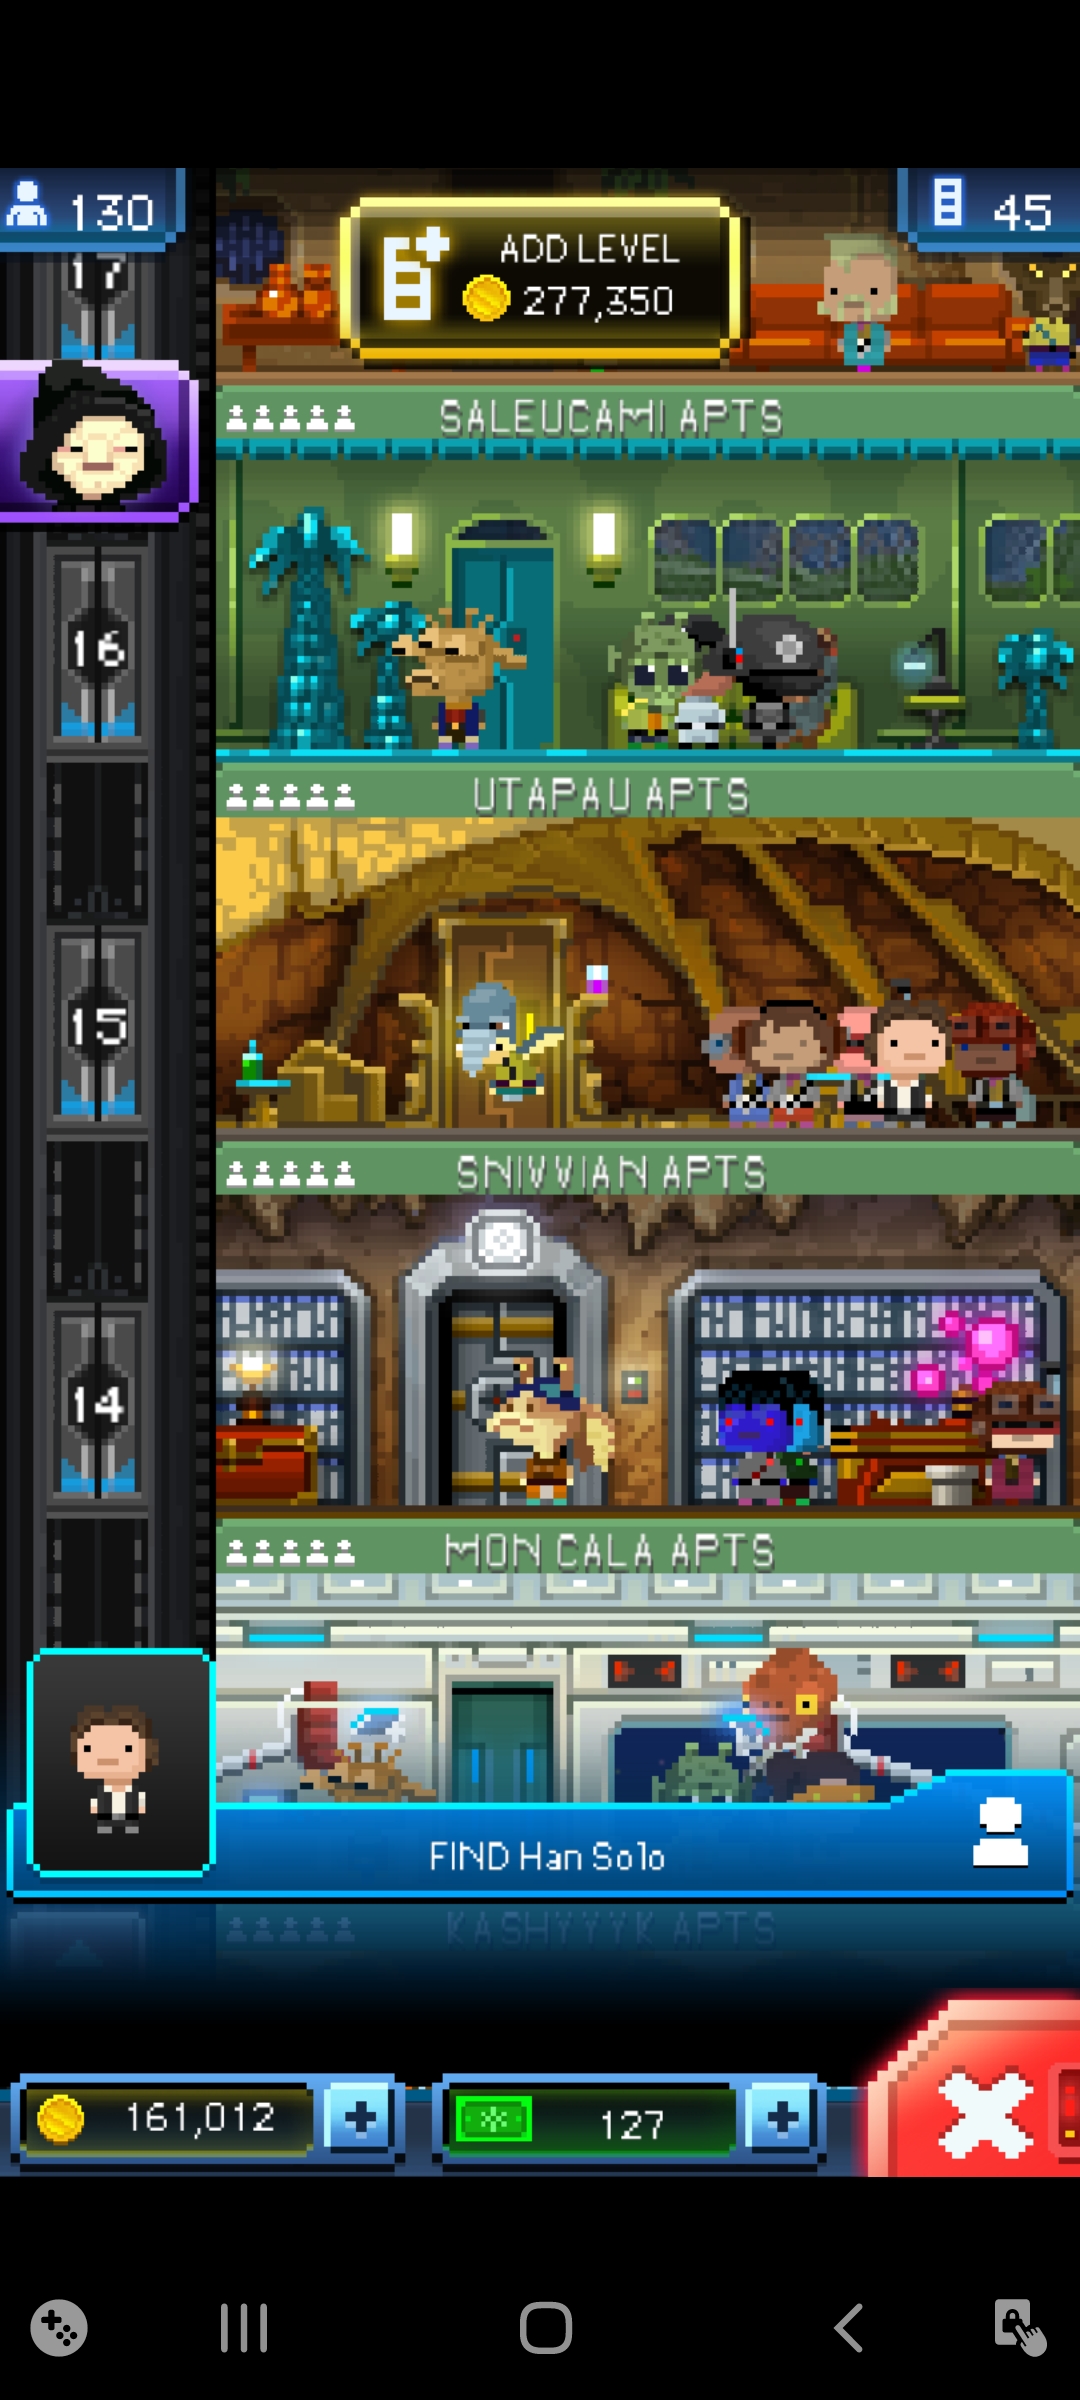 130
ADD LEVEL
277,350
45
17
SALEUCAMI APTS
16
UTAPAU APTS
15
SNIVVIAN APTS
14
MON CALA APTS
FIND Han Solo
KASHYYYK APTS
161,012
127